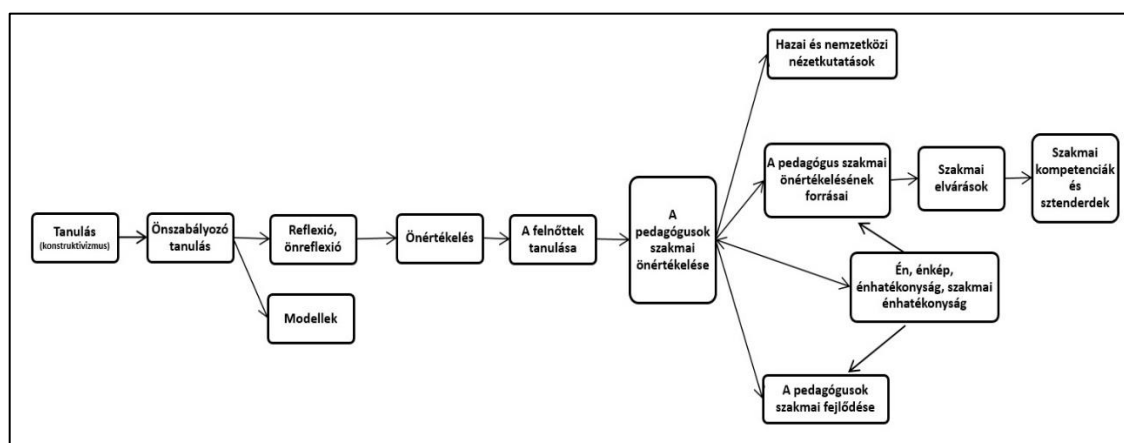 Tanulás
(konstruktivizmus)
Önszabályozó
tanulás
Reflexió,
önreflexió
Modellek
Önértékelés
A felnőttek
tanulása
A
pedagógusok
szakmai
önértékelése
Hazai és nemzetközi
nézetkutatások
A pedagógus szakmai
önértékelésének
forrásai
Szakmai
elvárások
Szakmai
kompetenciák
és
sztenderdek
Én, énkép,
énhatékonyság, szakmai
énhatékonyság
A pedagógusok
szakmai fejlődése